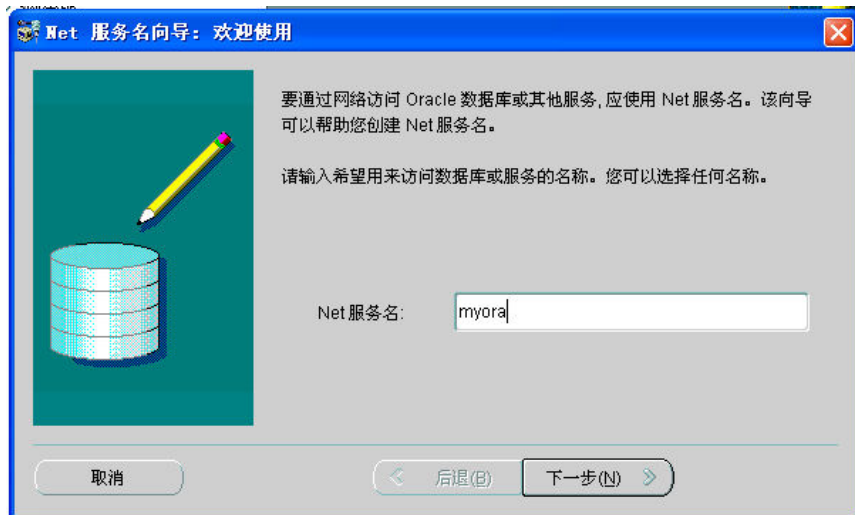 Net 服务名向导: 欢迎使用
要通过网络访问 Oracle 数据库或其他服务, 应使用 Net 服务名。该向导
可以帮助您创建 Net 服务名。
请输入希望用来访问数据库或服务的名称。您可以选择任何名称。
Net 服务名: myora
取消 后退(B) 下一步(N)